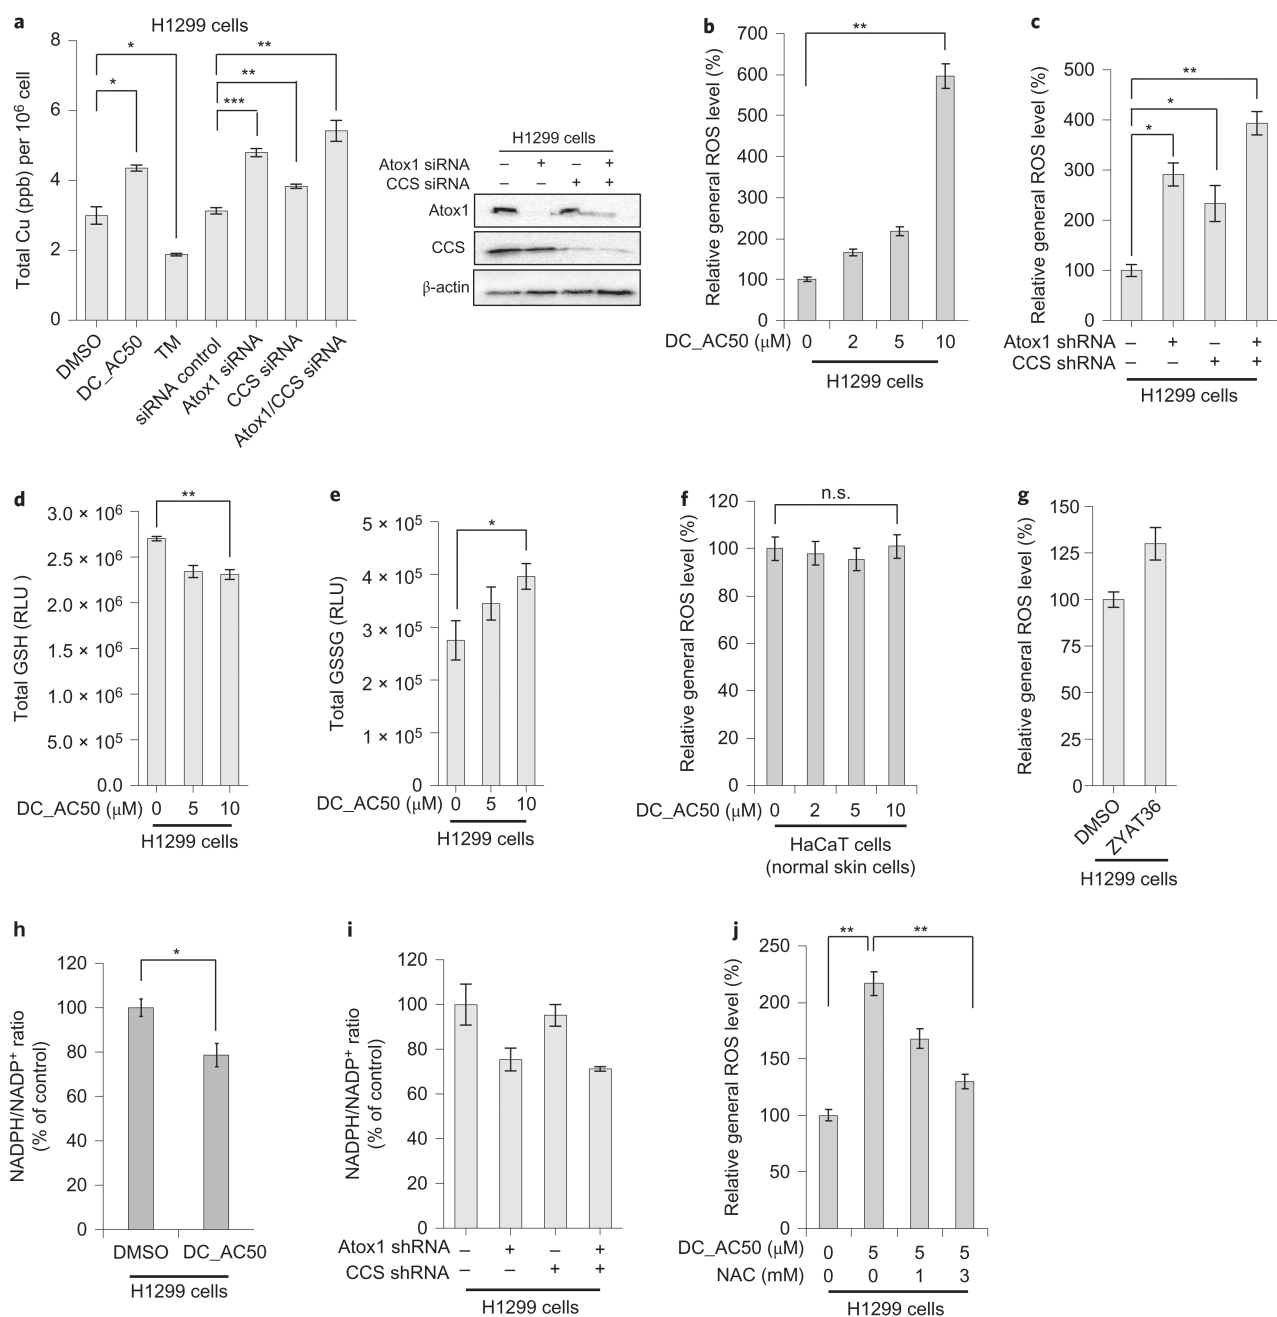 a
H1299 cells
Total Cu (ppb) per 10⁶ cell
8
6
4
2
0
* * *** ** **
DMSO
DC_AC50
TM
siRNA control
Atox1 siRNA
CCS siRNA
Atox1/CCS siRNA
H1299 cells
Atox1 siRNA – + – +
CCS siRNA – – + +
Atox1
CCS
β-actin
b
Relative general ROS level (%)
700
600
500
400
300
200
100
0
**
DC_AC50 (μM) 0 2 5 10
H1299 cells
c
Relative general ROS level (%)
500
400
300
200
100
0
**
*
*
Atox1 shRNA – + – +
CCS shRNA – – + +
H1299 cells
d
Total GSH (RLU )
3.0 × 10⁶
2.5 × 10⁶
2.0 × 10⁶
1.5 × 10⁶
1.0 × 10⁶
5.0 × 10⁵
0.0
**
DC_AC50 (μM) 0 5 10
H1299 cells
e
Total GSSG (RLU)
5 × 10⁵
4 × 10⁵
3 × 10⁵
2 × 10⁵
1 × 10⁵
0
*
DC_AC50 (μM) 0 5 10
H1299 cells
f
Relative general ROS level (%)
120
100
80
60
40
20
0
n.s.
DC_AC50 (μM) 0 2 5 10
HaCaT cells
(normal skin cells)
g
Relative general ROS level (%)
150
125
100
75
50
25
0
DMSO
ZYAT36
H1299 cells
h
NADPH/NADP⁺ ratio
(% of control)
120
100
80
60
40
20
0
*
DMSO DC_AC50
H1299 cells
i
NADPH/NADP⁺ ratio
(% of control)
120
100
80
60
40
20
0
Atox1 shRNA – + – +
CCS shRNA – – + +
H1299 cells
j
Relative general ROS level (%)
250
200
150
100
50
0
** **
DC_AC50 (μM) 0 5 5 5
NAC (mM) 0 0 1 3
H1299 cells